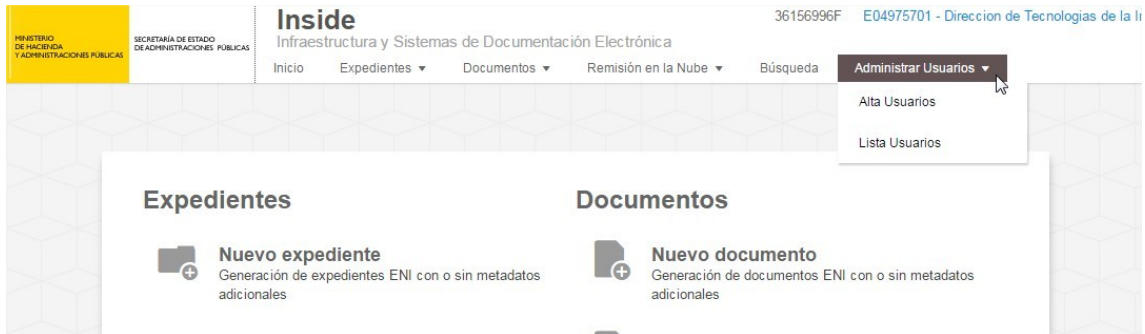 MINISTERIO
DE HACIENDA
Y ADMINISTRACIONES PÚBLICAS
SECRETARÍA DE ESTADO
DE ADMINISTRACIONES PÚBLICAS
Inside
Infraestructura y Sistemas de Documentación Electrónica
36156996F E04975701 - Direccion de Tecnologias de la
Inicio Expedientes Documentos Remisión en la Nube Búsqueda Administrar Usuarios
Alta Usuarios
Lista Usuarios
Expedientes
Nuevo expediente
Generación de expedientes ENI con o sin metadatos
adicionales
Documentos
Nuevo documento
Generación de documentos ENI con o sin metadatos
adicionales